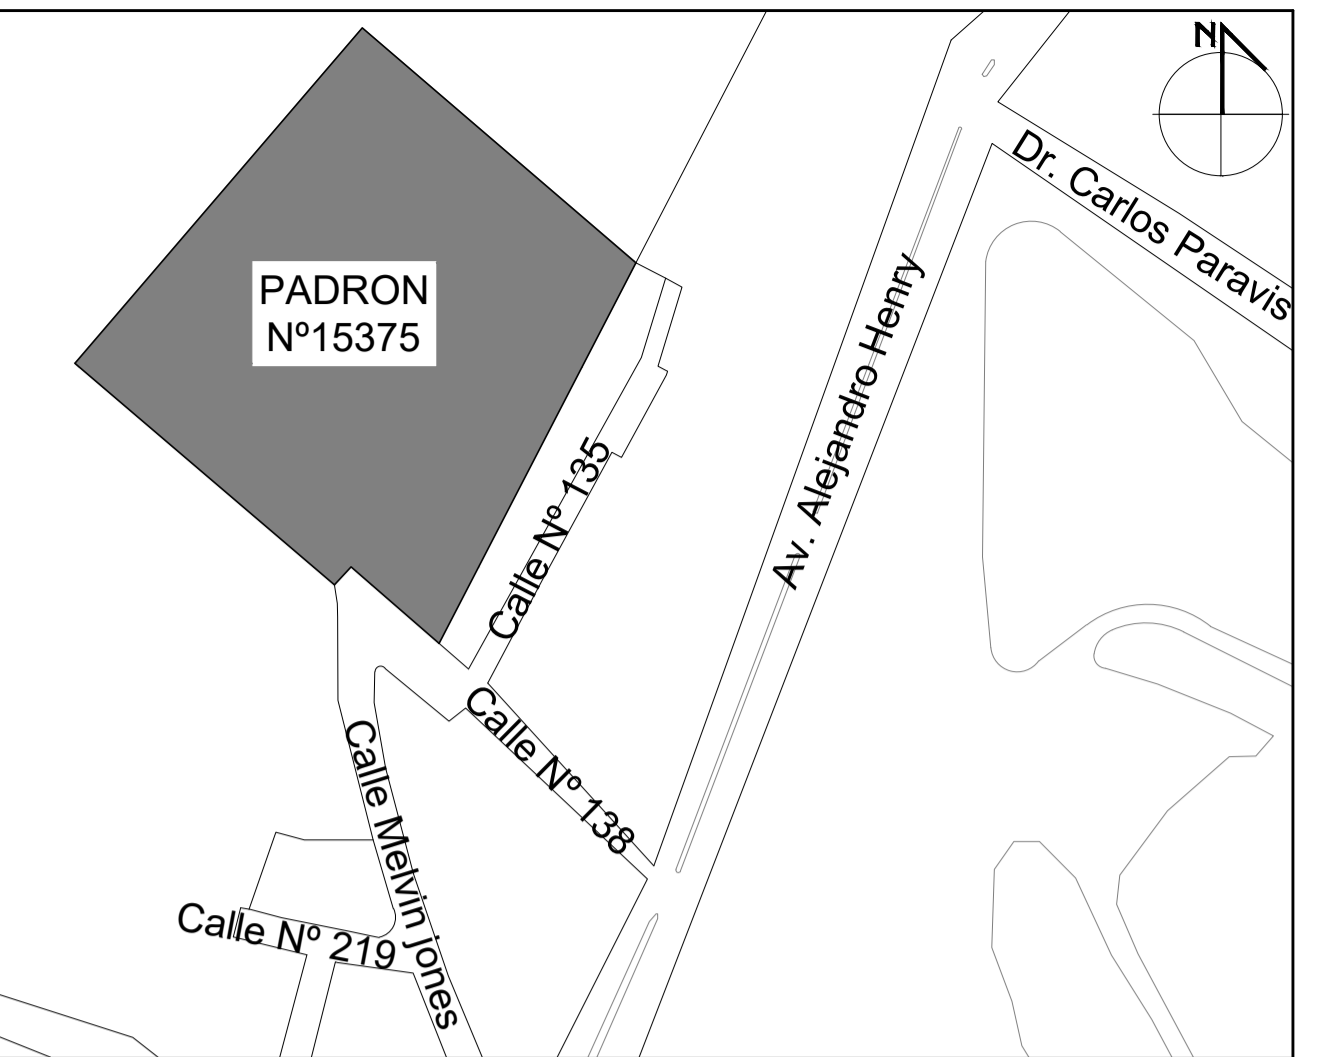 N
Dr. Carlos Paravis
PADRON
Nº15375
Av. Alejandro Henry
Calle Nº 135
Calle Nº 138
Calle Melvin jones
Calle Nº 219